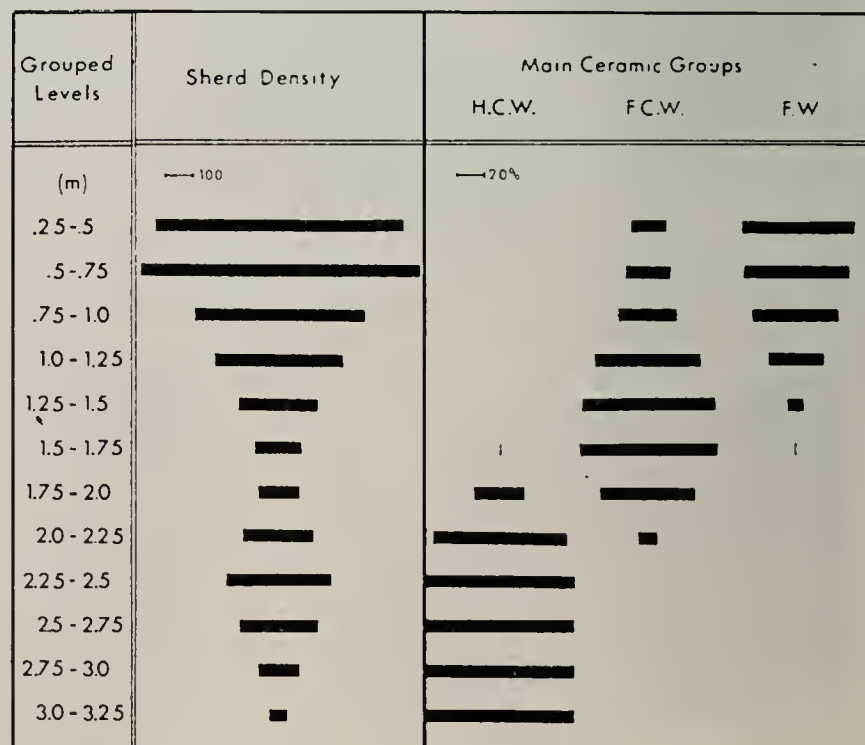 Grouped Levels
Sherd Density
Main Ceramic Groups
H.C.W. F.C.W. F.W
(m) 100 20%
.25-.5
.5-.75
.75-1.0
1.0-1.25
1.25-1.5
1.5-1.75
1.75-2.0
2.0-2.25
2.25-2.5
2.5-2.75
2.75-3.0
3.0-3.25